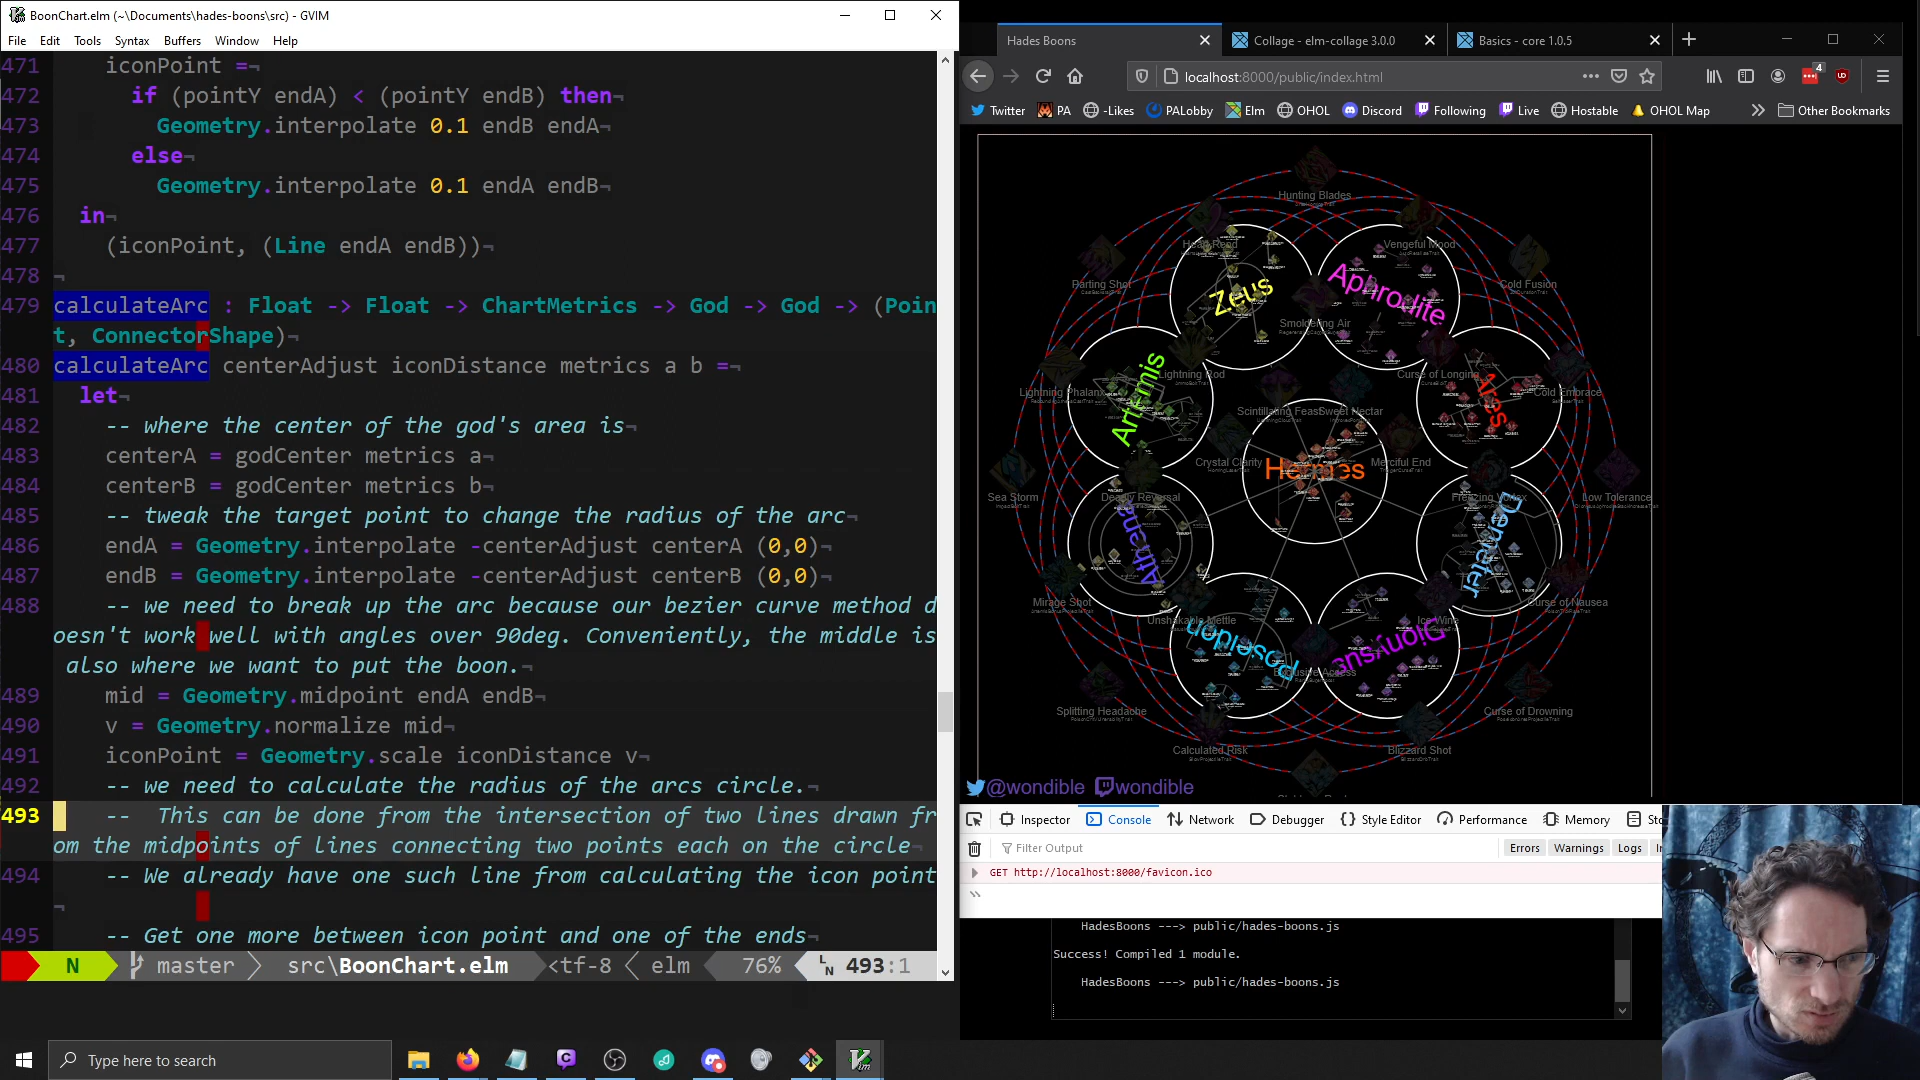 BoonChart.elm (~\Documents\hades-boons\src) - GVIM
File Edit Tools Syntax Buffers Window Help
471 iconPoint =¬
472 if (pointY endA) < (pointY endB) then¬
473 Geometry.interpolate 0.1 endB endA¬
474 else¬
475 Geometry.interpolate 0.1 endA endB¬
476 in¬
477 (iconPoint, (Line endA endB))¬
478 ¬
479 calculateArc : Float -> Float -> ChartMetrics -> God -> God -> (Poin
t, ConnectorShape)¬
480 calculateArc centerAdjust iconDistance metrics a b =¬
481 let¬
482 -- where the center of the god's area is¬
483 centerA = godCenter metrics a¬
484 centerB = godCenter metrics b¬
485 -- tweak the target point to change the radius of the arc¬
486 endA = Geometry.interpolate -centerAdjust centerA (0,0)¬
487 endB = Geometry.interpolate -centerAdjust centerB (0,0)¬
488 -- we need to break up the arc because our bezier curve method d
oesn't work well with angles over 90deg. Conveniently, the middle is
also where we want to put the boon.¬
489 mid = Geometry.midpoint endA endB¬
490 v = Geometry.normalize mid¬
491 iconPoint = Geometry.scale iconDistance v¬
492 -- we need to calculate the radius of the arcs circle.¬
493 -- This can be done from the intersection of two lines drawn fr
om the midpoints of lines connecting two points each on the circle¬
494 -- We already have one such line from calculating the icon point
¬
495 -- Get one more between icon point and one of the ends¬
N master src\BoonChart.elm <tf-8 elm 76% LN 493:1
Type here to search
Hades Boons
Collage - elm-collage 3.0.0
Basics - core 1.0.5
localhost:8000/public/index.html
4
Twitter PA -Likes PALobby Elm OHOL Discord Following Live Hostable OHOL Map Other Bookmarks
Hunting Blades
Heart Rend
Vengeful Mood
Parting Shot
Cold Fusion
Zeus
Aphrodite
Smoldering Air
Lightning Rod
Curse of Longing
Lightning Phalanx
Cold Embrace
Artemis
Ares
Scintillating Feast
Sweet Nectar
Crystal Clarity
Hermes
Merciful End
Sea Storm
Deadly Reversal
Freezing Vortex
Low Tolerance
Athena
Demeter
Mirage Shot
Curse of Nausea
Unshakable Mettle
Ice Wine
Poseidon
Dionysus
Exclusive Access
Splitting Headache
Curse of Drowning
Calculated Risk
Blizzard Shot
@wondible wondible
Inspector Console Network Debugger Style Editor Performance Memory Sto
Filter Output
Errors Warnings Logs
GET http://localhost:8000/favicon.ico
HadesBoons ---> public/hades-boons.js
Success! Compiled 1 module.
HadesBoons ---> public/hades-boons.js